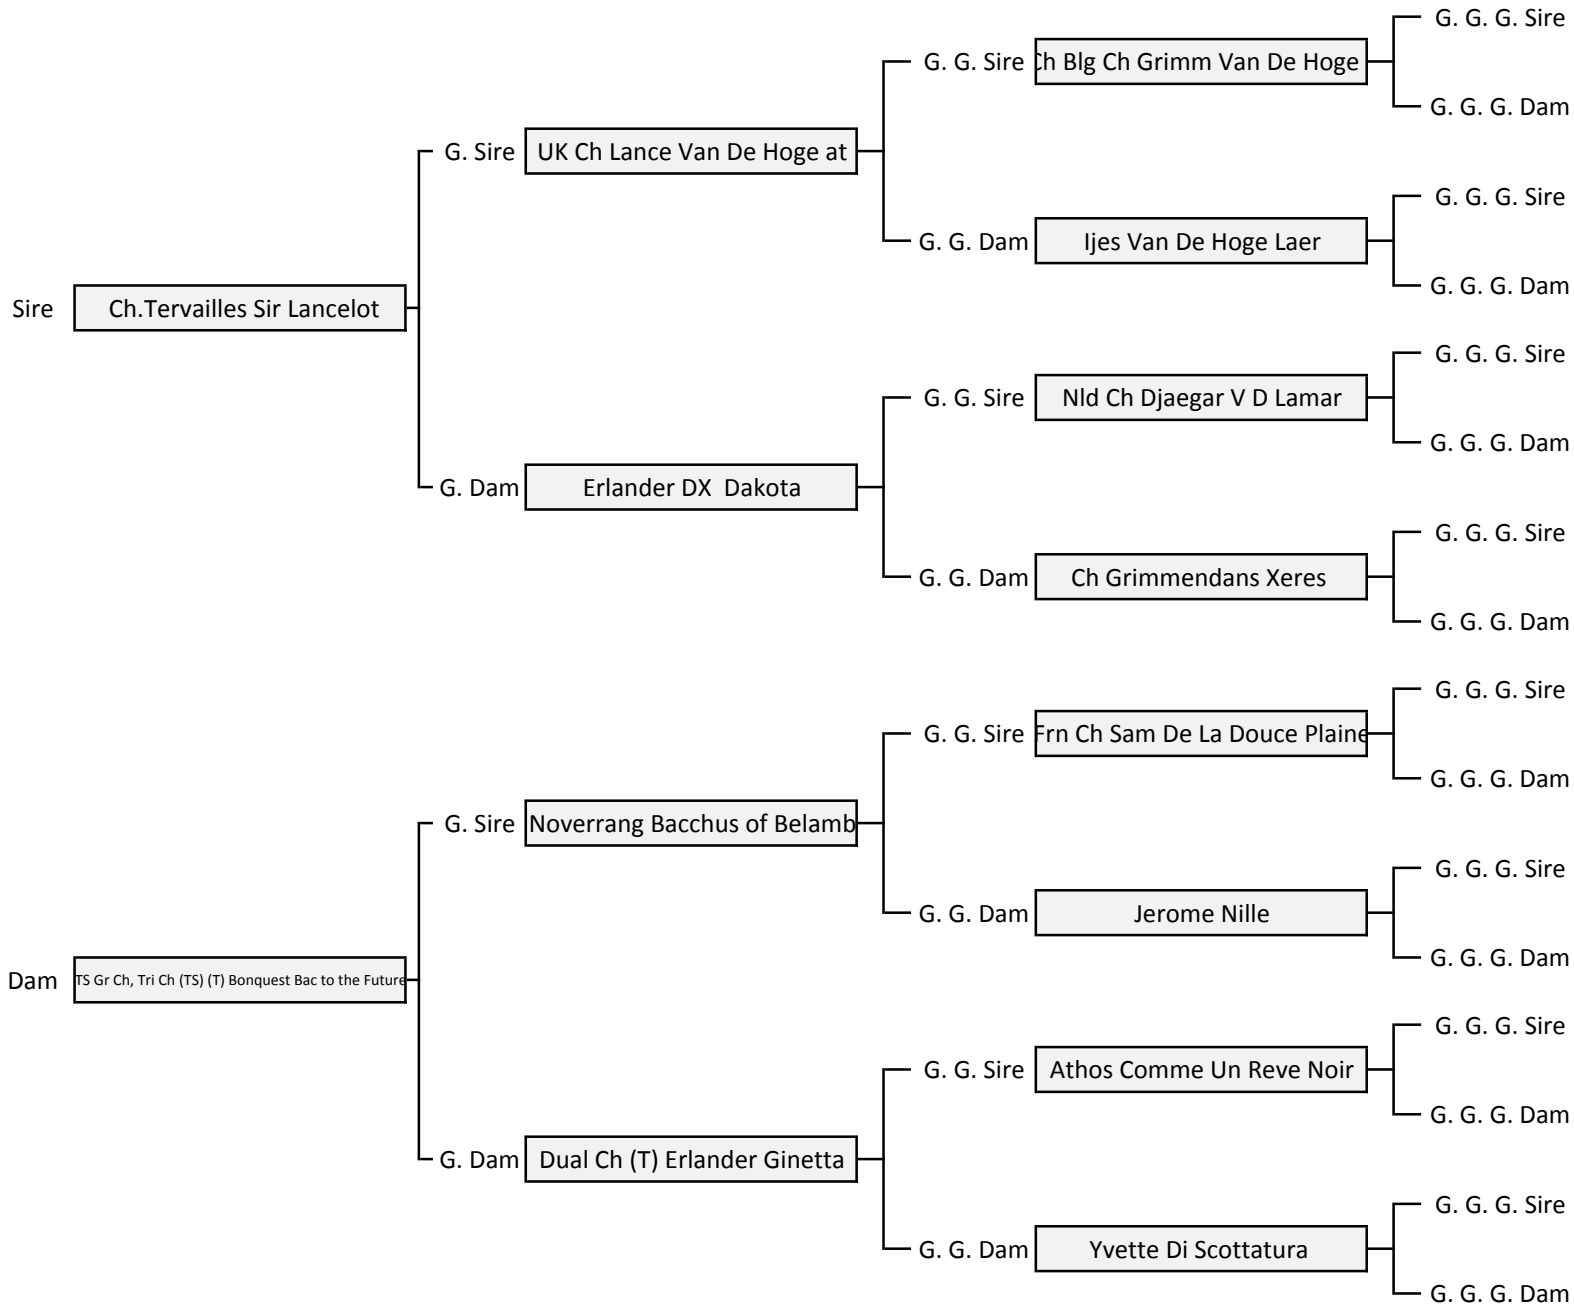 G. G. G. Sire
G. G. Sire Ch Blg Ch Grimm Van De Hoge
G. G. G. Dam
G. Sire UK Ch Lance Van De Hoge at
G. G. G. Sire
G. G. Dam Ijes Van De Hoge Laer
G. G. G. Dam
Sire Ch.Tervailles Sir Lancelot
G. G. G. Sire
G. G. Sire Nld Ch Djaegar V D Lamar
G. G. G. Dam
G. Dam Erlander DX Dakota
G. G. G. Sire
G. G. Dam Ch Grimmendans Xeres
G. G. G. Dam
G. G. G. Sire
G. G. Sire Frn Ch Sam De La Douce Plaine
G. G. G. Dam
G. Sire Noverrang Bacchus of Belamb
G. G. G. Sire
G. G. Dam Jerome Nille
G. G. G. Dam
Dam TS Gr Ch, Tri Ch (TS) (T) Bonquest Bac to the Future
G. G. G. Sire
G. G. Sire Athos Comme Un Reve Noir
G. G. G. Dam
G. Dam Dual Ch (T) Erlander Ginetta
G. G. G. Sire
G. G. Dam Yvette Di Scottatura
G. G. G. Dam